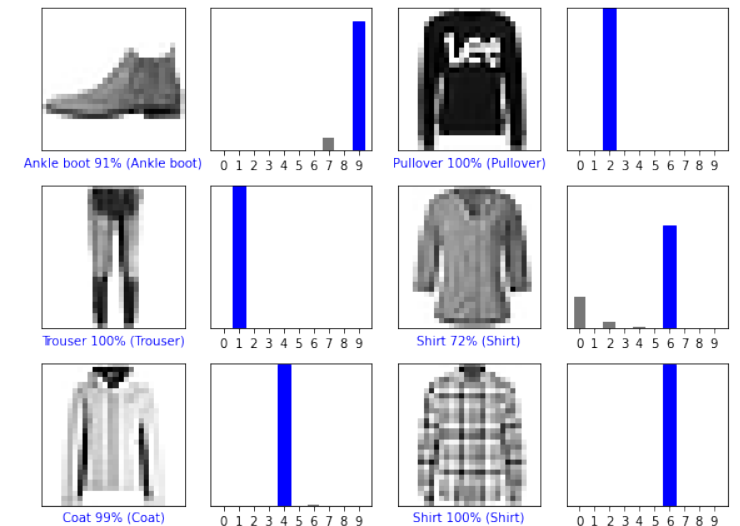 Lee
Ankle boot 91% (Ankle boot)
0 1 2 3 4 5 6 7 8 9
Pullover 100% (Pullover)
0 1 2 3 4 5 6 7 8 9
Trouser 100% (Trouser)
0 1 2 3 4 5 6 7 8 9
Shirt 72% (Shirt)
0 1 2 3 4 5 6 7 8 9
Coat 99% (Coat)
0 1 2 3 4 5 6 7 8 9
Shirt 100% (Shirt)
0 1 2 3 4 5 6 7 8 9